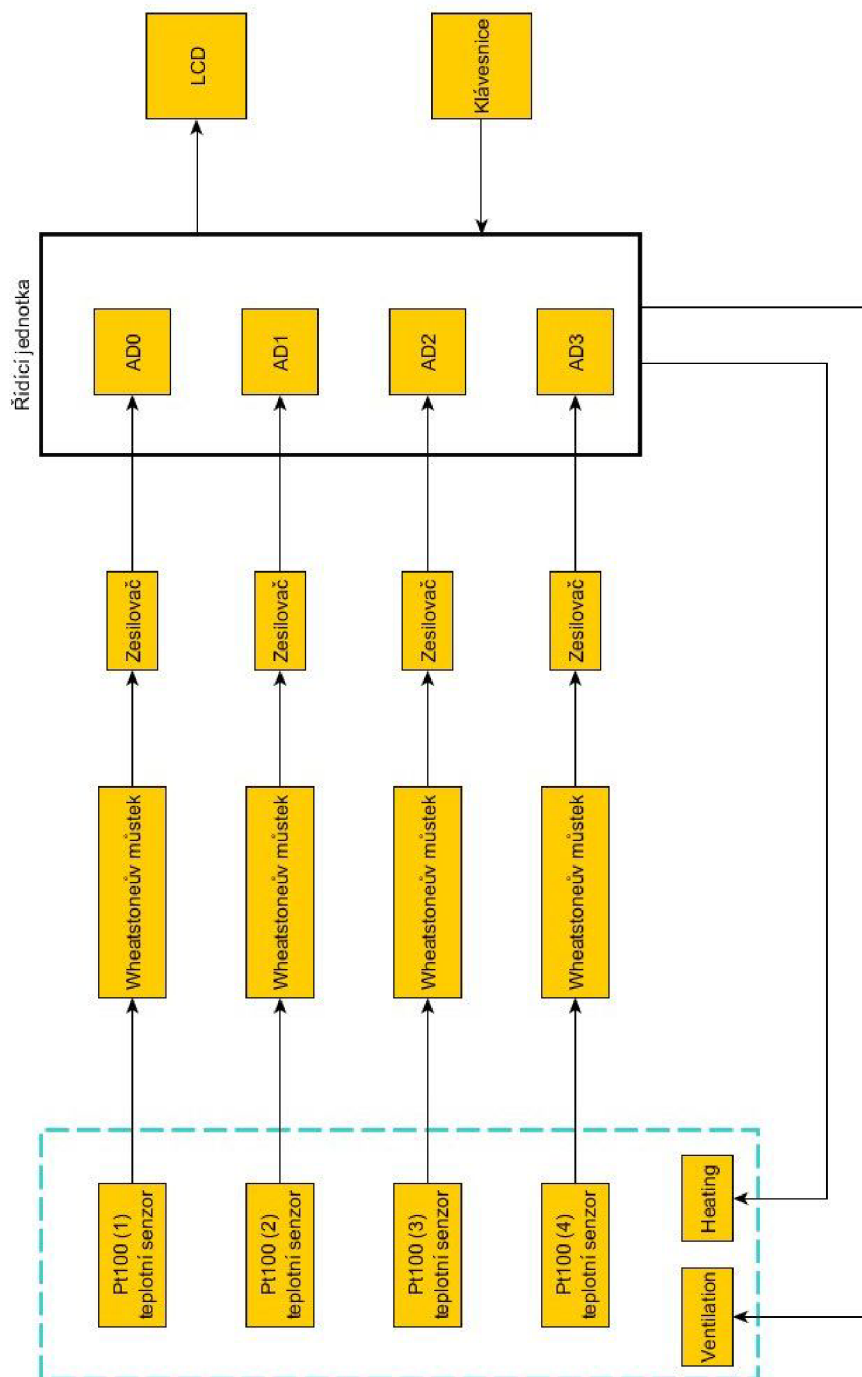 Řídicí jednotka
Pt100 (1)
teplotní senzor
Wheatstoneův můstek
Zesilovač
AD0
LCD
Pt100 (2)
teplotní senzor
Wheatstoneův můstek
Zesilovač
AD1
Pt100 (3)
teplotní senzor
Wheatstoneův můstek
Zesilovač
AD2
Klávesnice
Pt100 (4)
teplotní senzor
Wheatstoneův můstek
Zesilovač
AD3
Ventilation
Heating